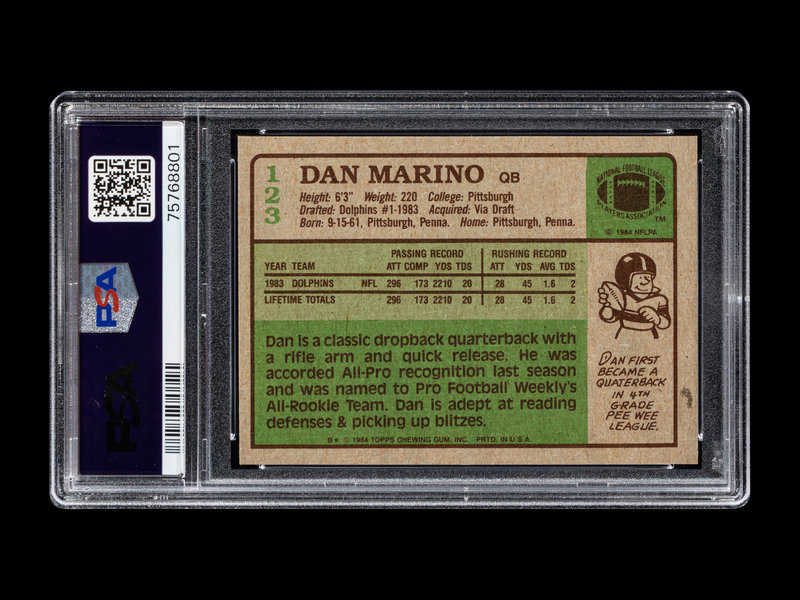 75768801
PSA
PSA
123
DAN MARINO QB
Height: 6'3" Weight: 220 College: Pittsburgh
Drafted: Dolphins #1-1983 Acquired: Via Draft
Born: 9-15-61, Pittsburgh, Penna. Home: Pittsburgh, Penna.
NATIONAL FOOTBALL LEAGUE
PLAYERS ASSOCIATION
TM
© 1984 NFLPA
PASSING RECORD RUSHING RECORD
YEAR TEAM ATT COMP YDS TDS ATT YDS AVG TDS
1983 DOLPHINS NFL 296 173 2210 20 28 45 1.6 2
LIFETIME TOTALS 296 173 2210 20 28 45 1.6 2
Dan is a classic dropback quarterback with
a rifle arm and quick release. He was
accorded All-Pro recognition last season
and was named to Pro Football Weekly's
All-Rookie Team. Dan is adept at reading
defenses & picking up blitzes.
DAN FIRST
BECAME A
QUATERBACK
IN 4TH
GRADE
PEE WEE
LEAGUE.
B* © 1984 TOPPS CHEWING GUM, INC. PRTD. IN U.S.A.